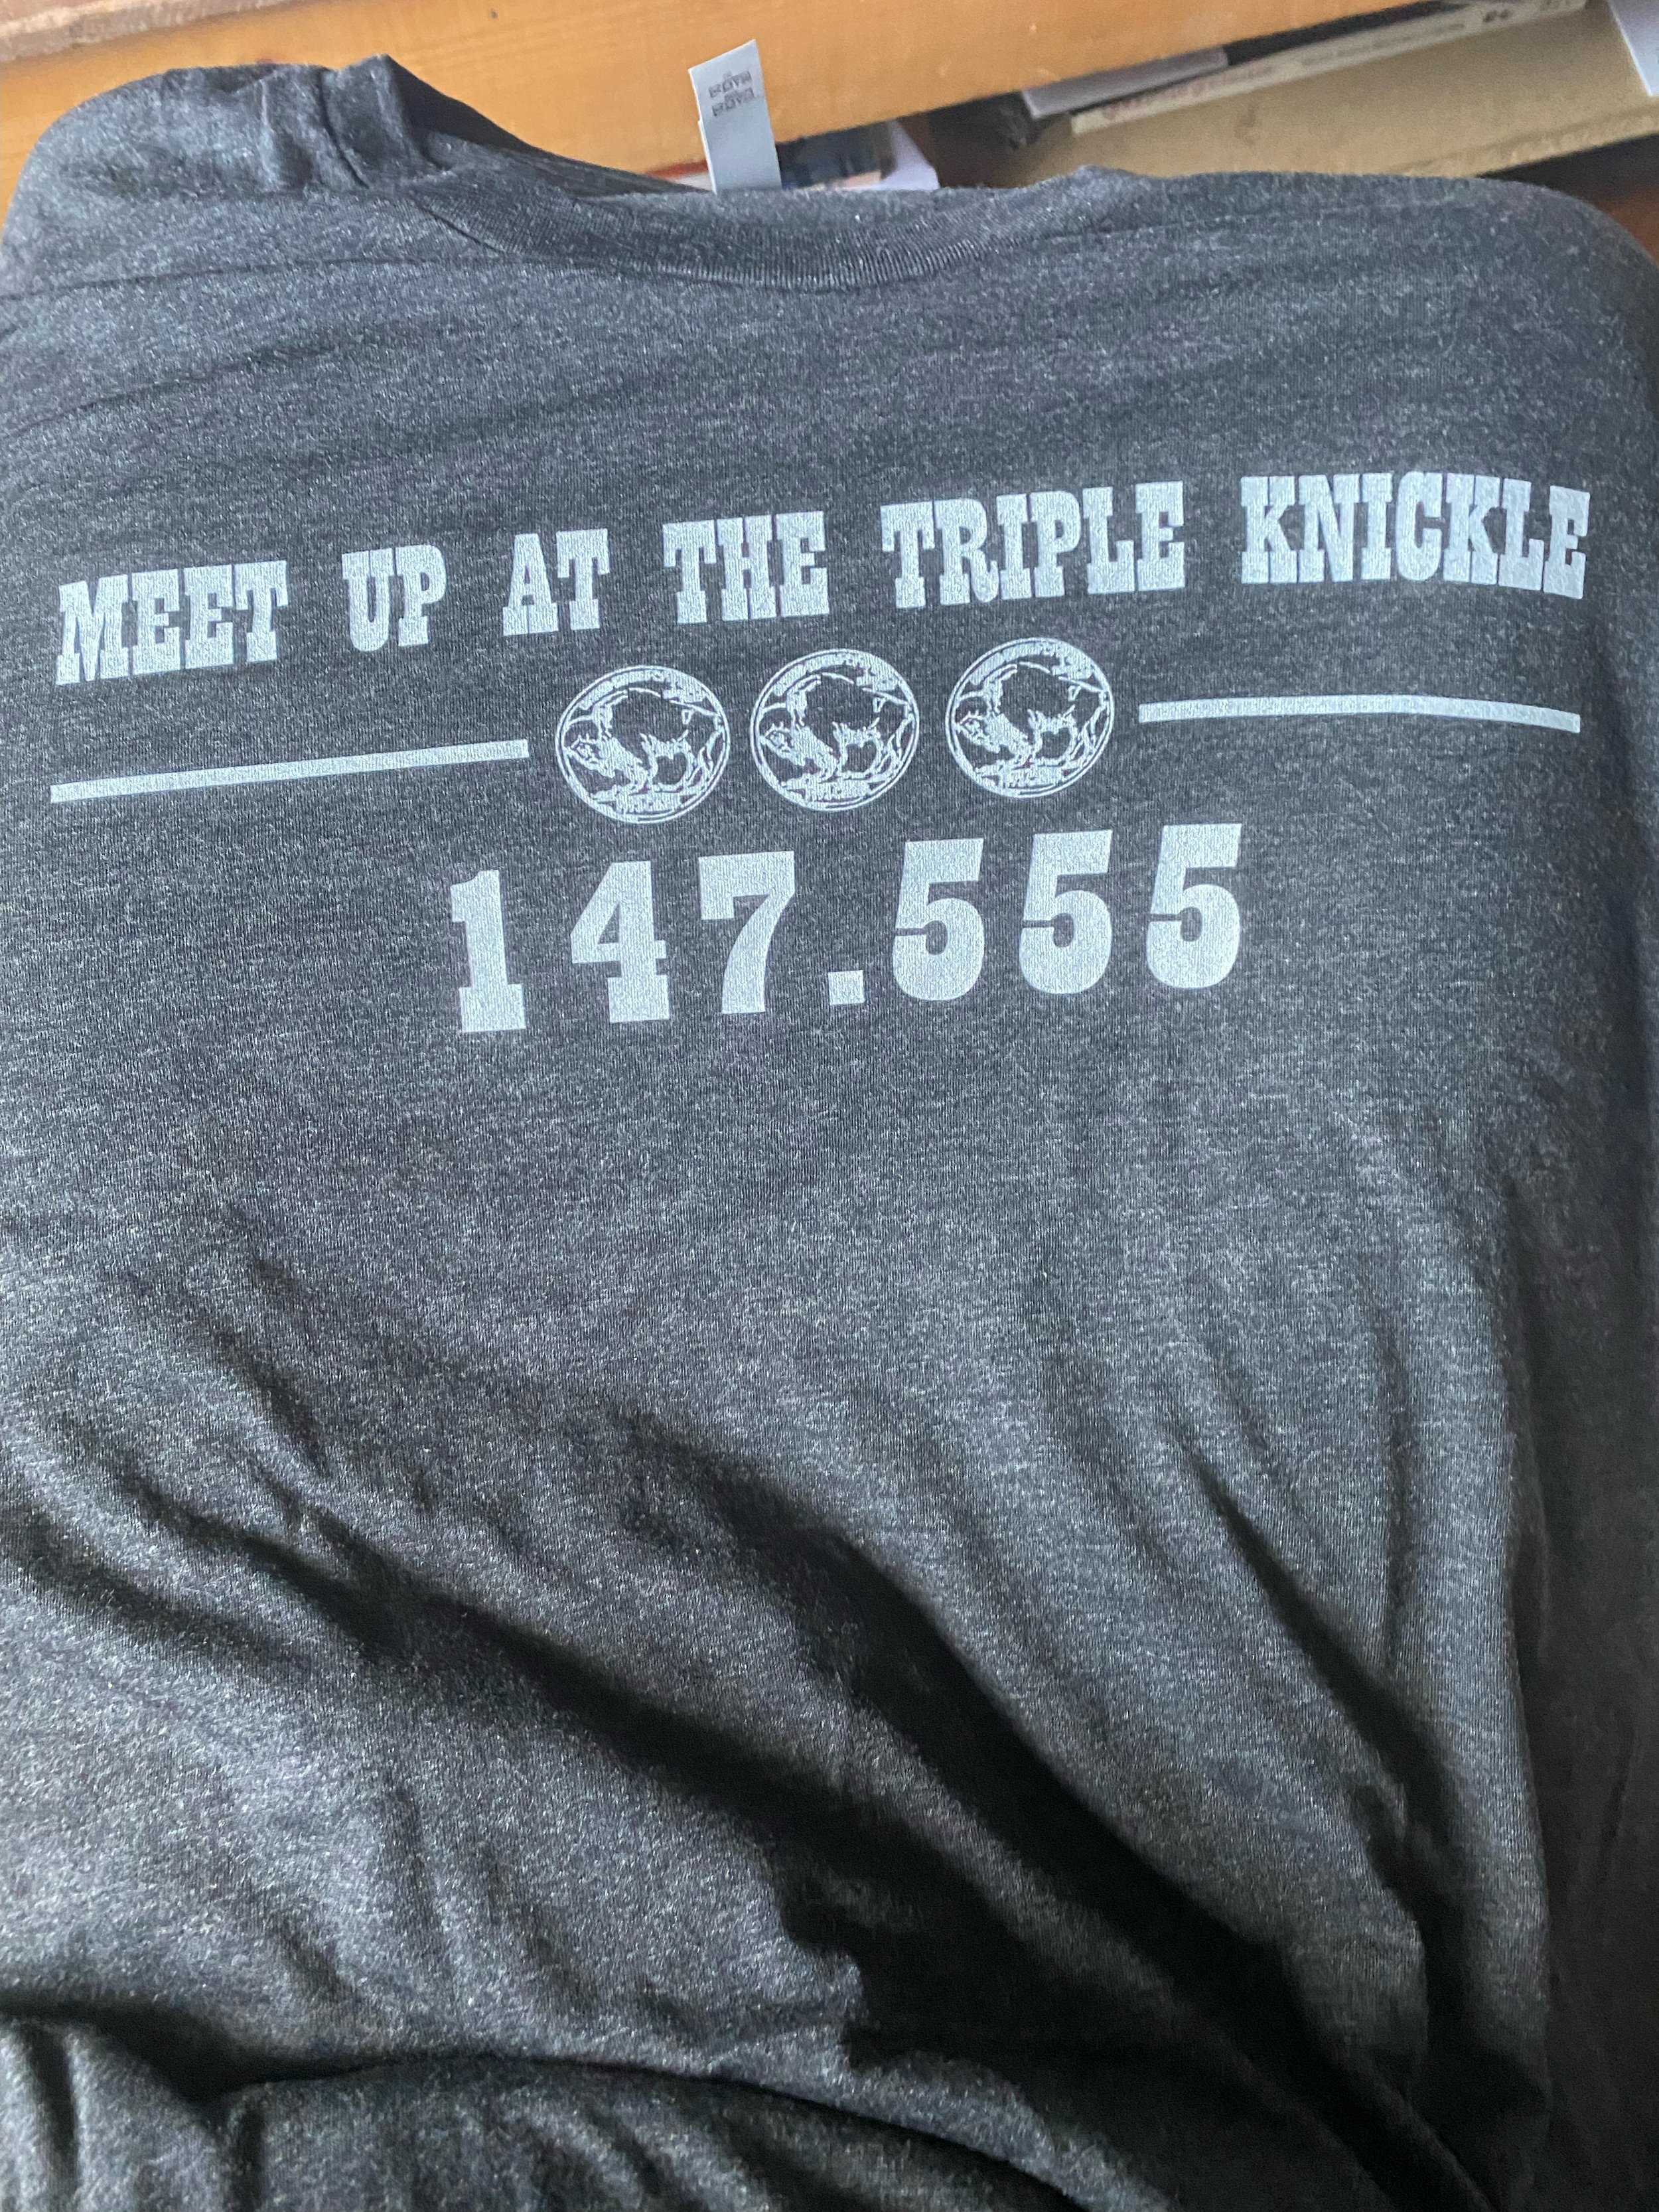 MEET UP AT THE TRIPLE KNICKLE
147.555